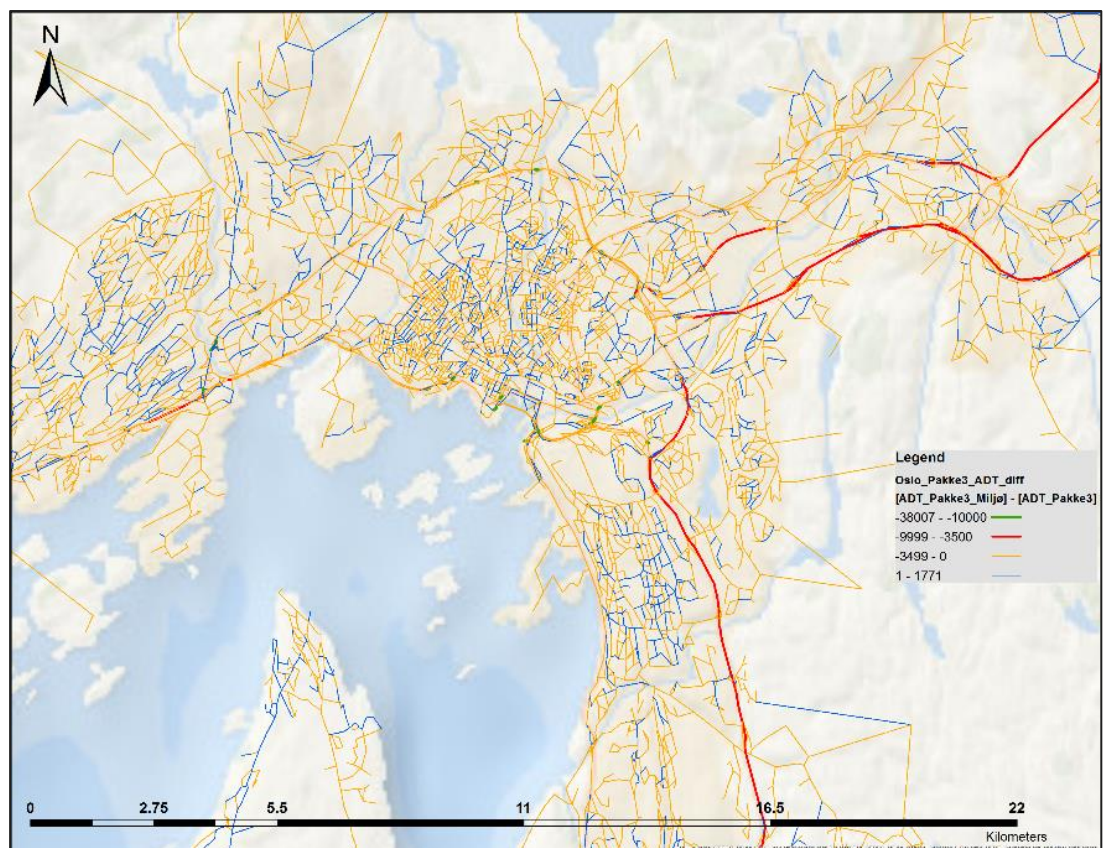 N
Legend
Oslo_Pakke3_ADT_diff
[ADT_Pakke3_Miljø] - [ADT_Pakke3]
-38007 - -10000
-9999 - -3500
-3499 - 0
1 - 1771
0 2.75 5.5 11 16.5 22
Kilometers